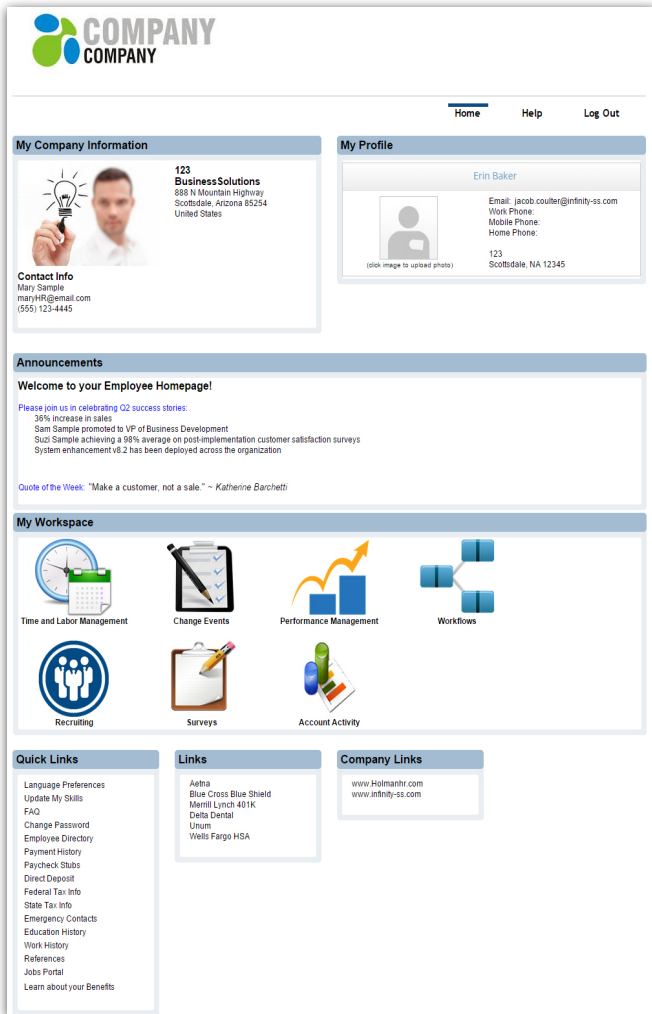 COMPANY
COMPANY
Home Help Log Out
My Company Information
123
BusinessSolutions
888 N Mountain Highway
Scottsdale, Arizona 85254
United States
Contact Info
Mary Sample
maryHR@email.com
(555) 123-4445
My Profile
Erin Baker
(click image to upload photo)
Email: jacob.coulter@infinity-ss.com
Work Phone:
Mobile Phone:
Home Phone:
123
Scottsdale, NA 12345
Announcements
Welcome to your Employee Homepage!
Please join us in celebrating Q2 success stories:
36% increase in sales
Sam Sample promoted to VP of Business Development
Suzi Sample achieving a 98% average on post-implementation customer satisfaction surveys
System enhancement v8.2 has been deployed across the organization
Quote of the Week: "Make a customer, not a sale." ~ Katherine Barchetti
My Workspace
Time and Labor Management
Change Events
Performance Management
Workflows
Recruiting
Surveys
Account Activity
Quick Links
Language Preferences
Update My Skills
FAQ
Change Password
Employee Directory
Payment History
Paycheck Stubs
Direct Deposit
Federal Tax Info
State Tax Info
Emergency Contacts
Education History
Work History
References
Jobs Portal
Learn about your Benefits
Links
Aetna
Blue Cross Blue Shield
Merrill Lynch 401K
Delta Dental
Unum
Wells Fargo HSA
Company Links
www.Holmanhr.com
www.infinity-ss.com